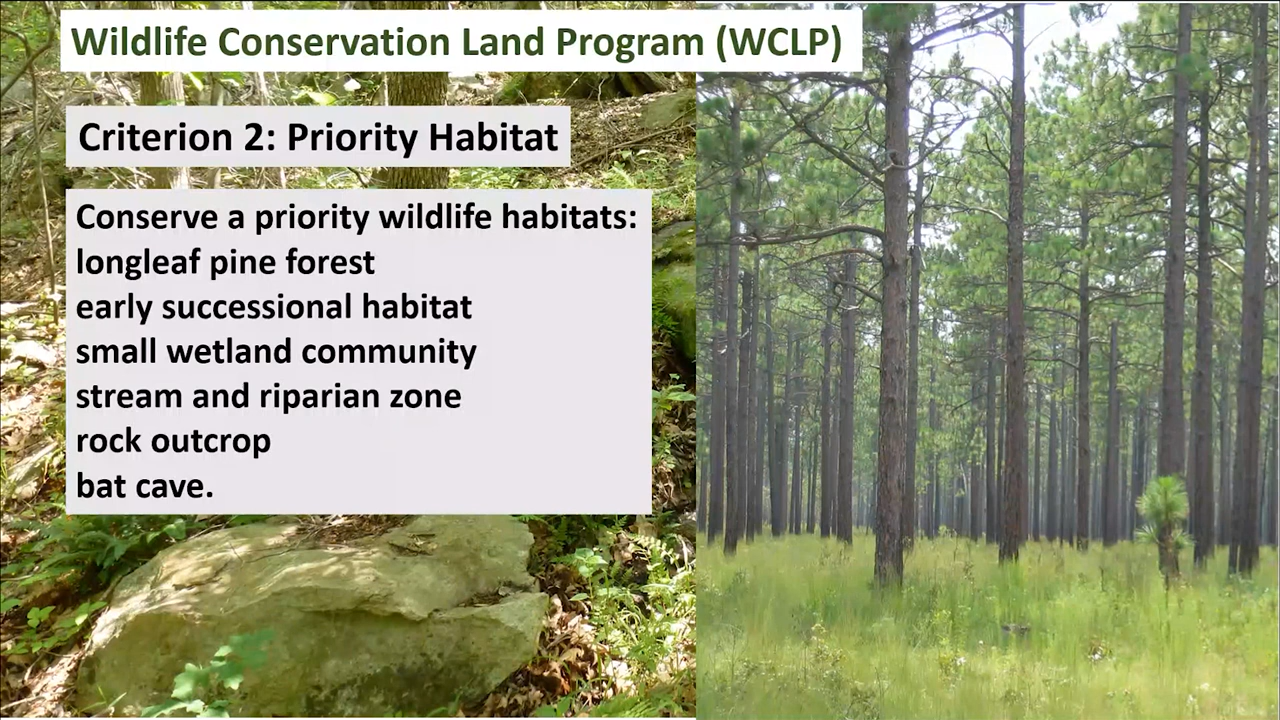 Wildlife Conservation Land Program (WCLP)
Criterion 2: Priority Habitat
Conserve a priority wildlife habitats:
longleaf pine forest
early successional habitat
small wetland community
stream and riparian zone
rock outcrop
bat cave.